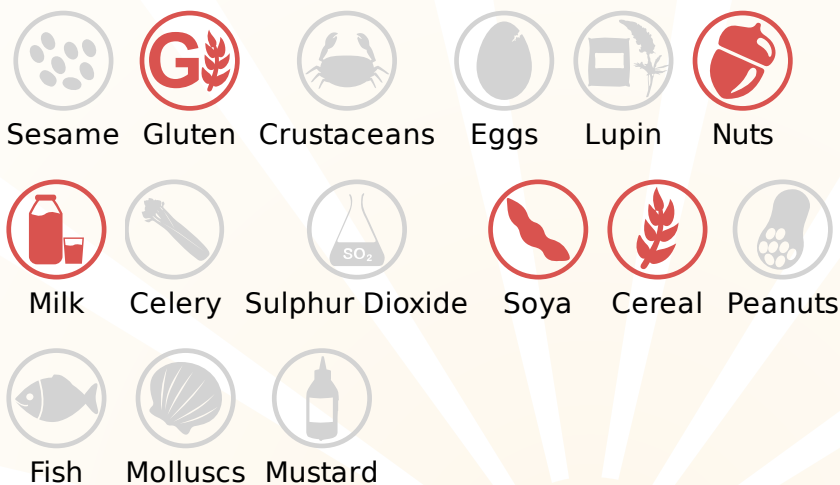 G
Sesame Gluten Crustaceans Eggs Lupin Nuts
SO₂
Milk Celery Sulphur Dioxide Soya Cereal Peanuts
Fish Molluscs Mustard